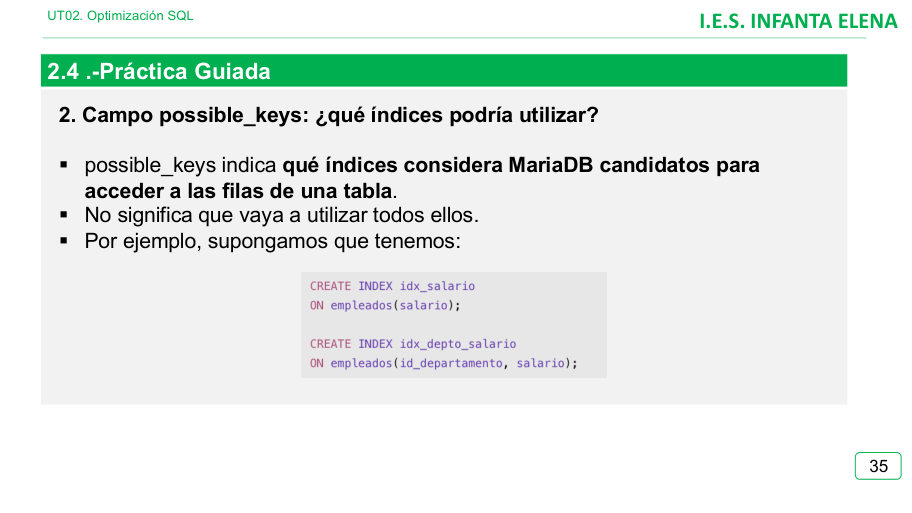 UT02. Optimización SQL
I.E.S. INFANTA ELENA
2.4 .-Práctica Guiada
2. Campo possible_keys: ¿qué índices podría utilizar?
▪ possible_keys indica qué índices considera MariaDB candidatos para
acceder a las filas de una tabla.
▪ No significa que vaya a utilizar todos ellos.
▪ Por ejemplo, supongamos que tenemos:
CREATE INDEX idx_salario
ON empleados(salario);
CREATE INDEX idx_depto_salario
ON empleados(id_departamento, salario);
35